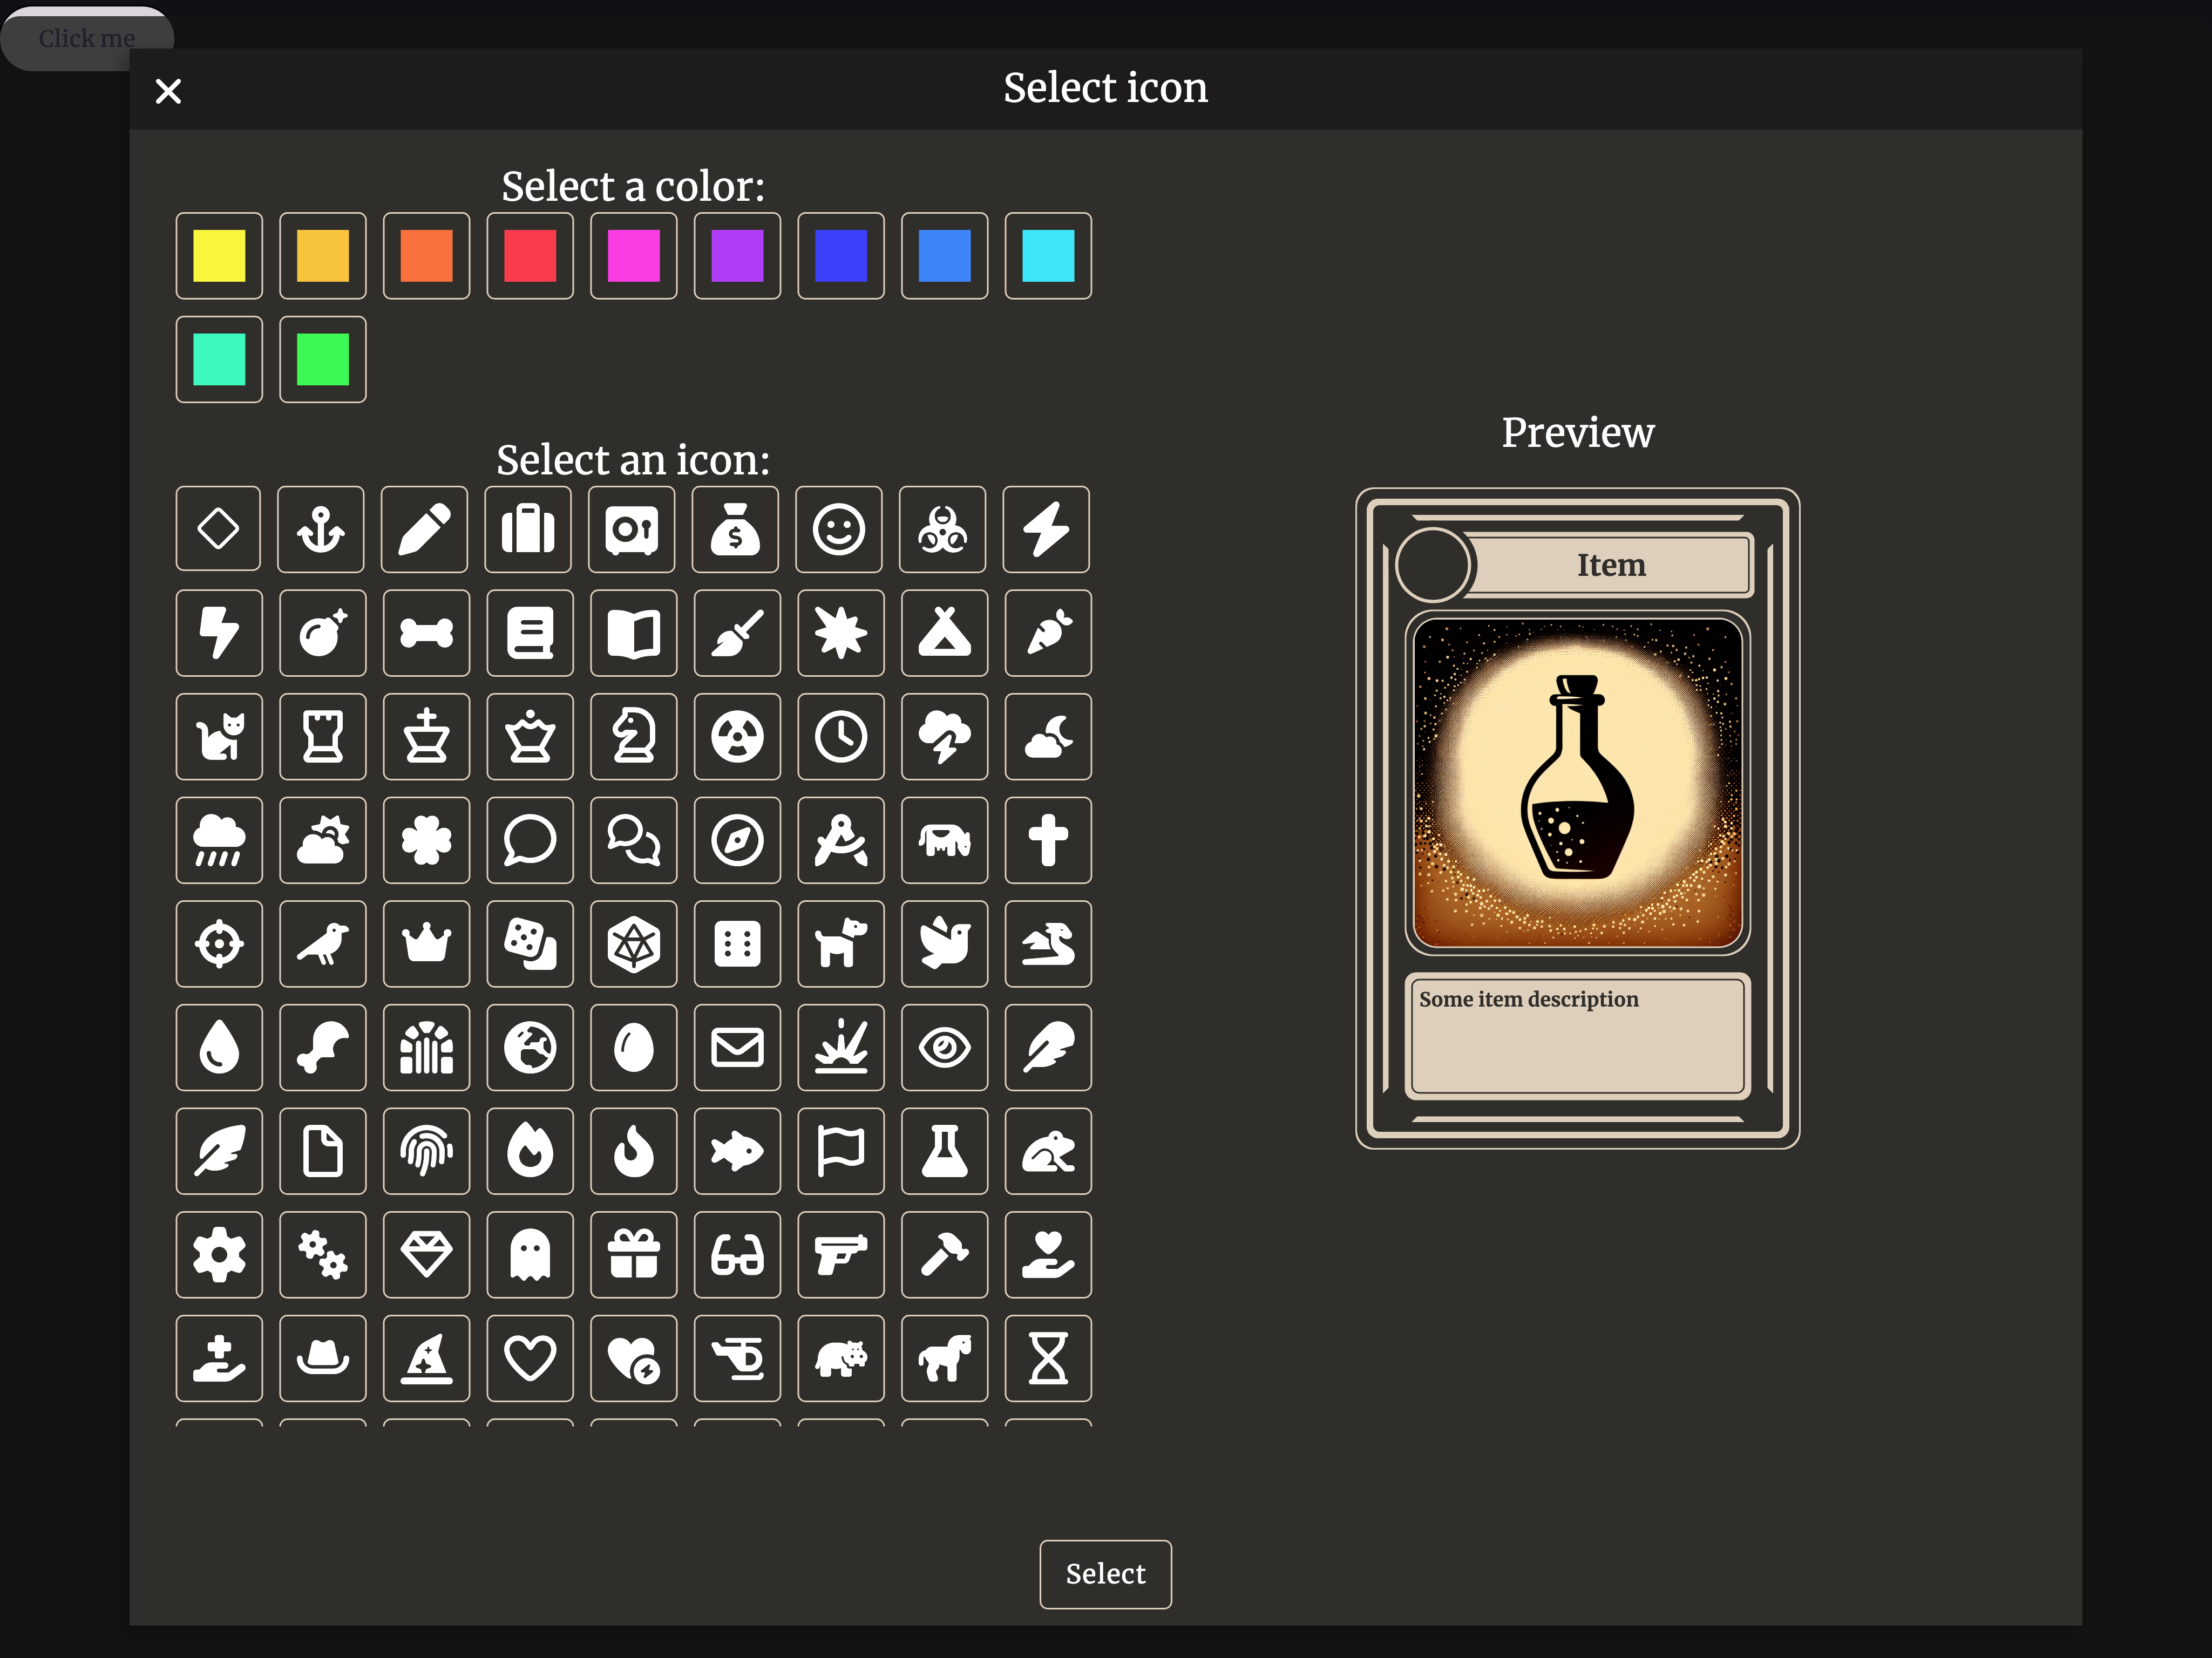 Click me
Select icon
Select a color:
Select an icon:
Preview
Item
Some item description
Select